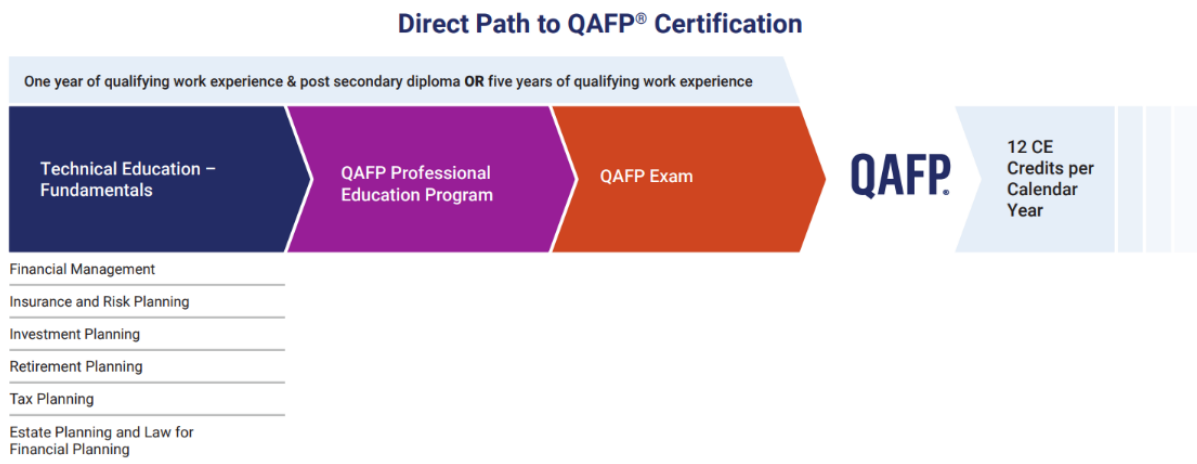 Direct Path to QAFP® Certification
One year of qualifying work experience & post secondary diploma OR five years of qualifying work experience
Technical Education –
Fundamentals
QAFP Professional
Education Program
QAFP Exam
QAFP®
12 CE
Credits per
Calendar
Year
Financial Management
Insurance and Risk Planning
Investment Planning
Retirement Planning
Tax Planning
Estate Planning and Law for
Financial Planning